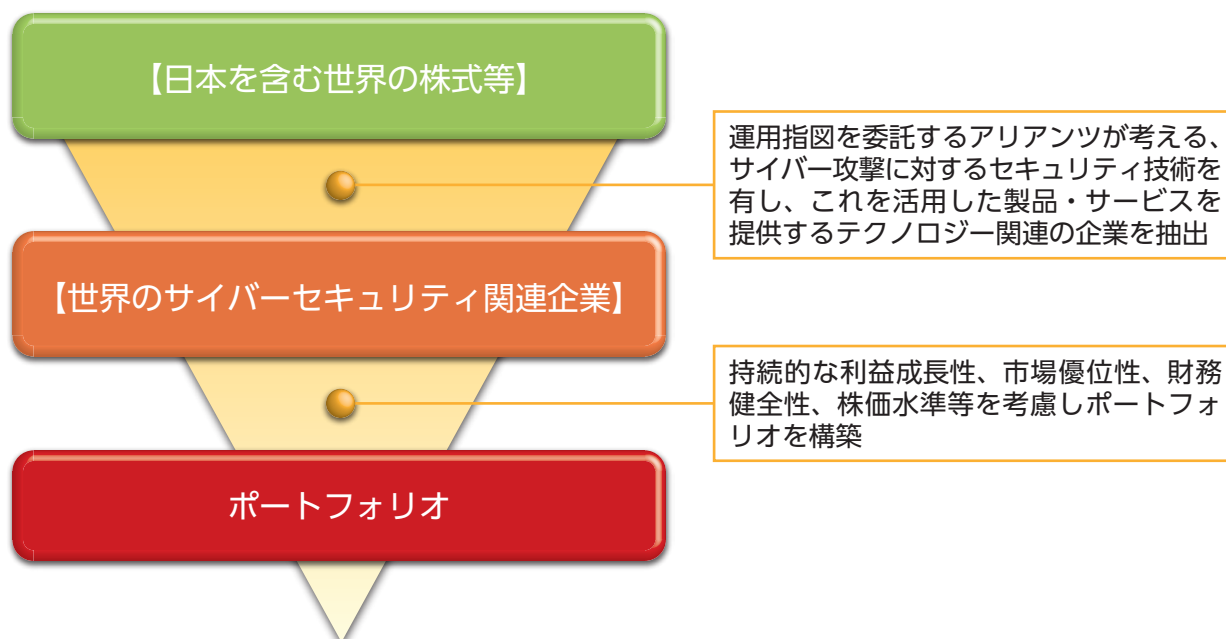 【日本を含む世界の株式等】
運用指図を委託するアリアンツが考える、
サイバー攻撃に対するセキュリティ技術を
有し、これを活用した製品・サービスを
提供するテクノロジー関連の企業を抽出
【世界のサイバーセキュリティ関連企業】
持続的な利益成長性、市場優位性、財務
健全性、株価水準等を考慮しポートフォ
リオを構築
ポートフォリオ